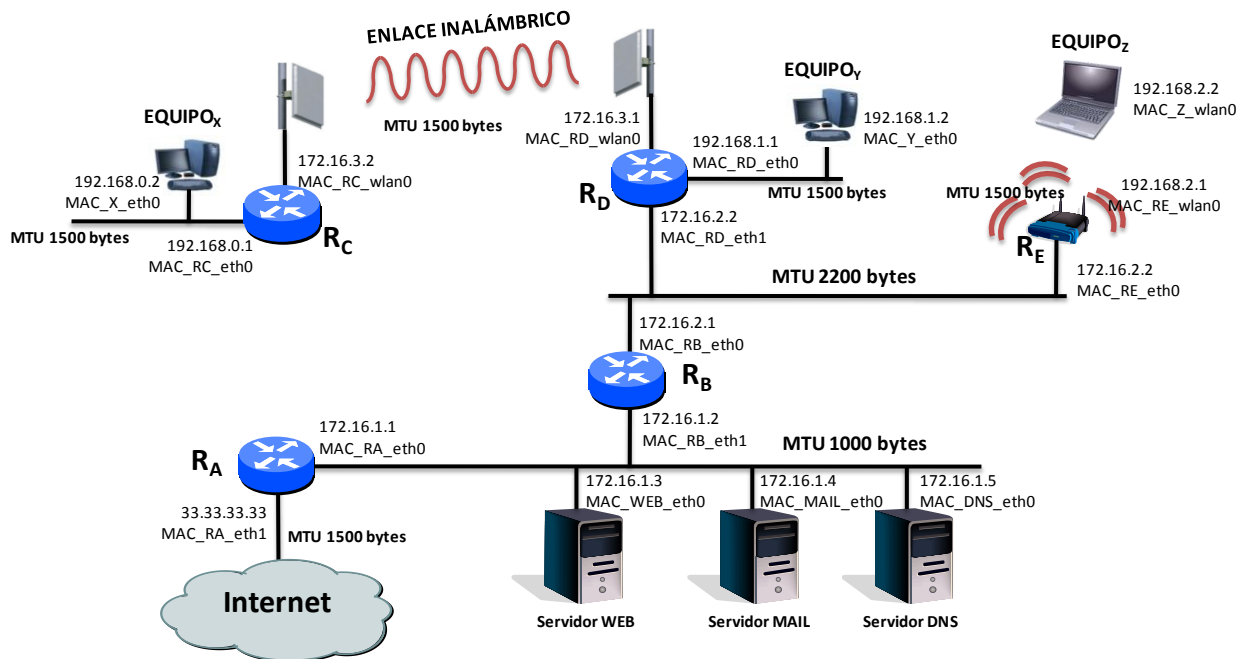 ENLACE INALÁMBRICO
MTU 1500 bytes
EQUIPOX
192.168.0.2
MAC_X_eth0
MTU 1500 bytes
172.16.3.2
MAC_RC_wlan0
192.168.0.1
MAC_RC_eth0
RC
172.16.3.1
MAC_RD_wlan0
EQUIPOY
192.168.1.2
MAC_Y_eth0
192.168.1.1
MAC_RD_eth0
MTU 1500 bytes
RD
172.16.2.2
MAC_RD_eth1
EQUIPOZ
192.168.2.2
MAC_Z_wlan0
MTU 1500 bytes
192.168.2.1
MAC_RE_wlan0
RE
172.16.2.2
MAC_RE_eth0
MTU 2200 bytes
172.16.2.1
MAC_RB_eth0
RB
172.16.1.2
MAC_RB_eth1
MTU 1000 bytes
172.16.1.1
MAC_RA_eth0
RA
33.33.33.33
MAC_RA_eth1
MTU 1500 bytes
Internet
172.16.1.3
MAC_WEB_eth0
172.16.1.4
MAC_MAIL_eth0
172.16.1.5
MAC_DNS_eth0
Servidor WEB
Servidor MAIL
Servidor DNS